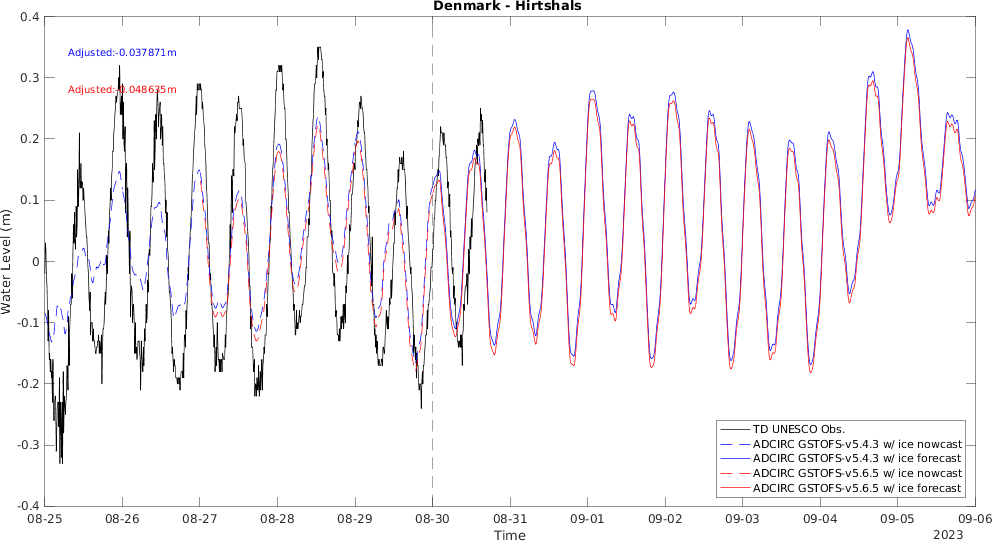 Denmark - Hirtshals
Adjusted:-0.037871m
Adjusted:-0.048635m
0.4
0.3
0.2
0.1
0
-0.1
-0.2
-0.3
-0.4
Water Level (m)
08-25
08-26
08-27
08-28
08-29
08-30
08-31
09-01
09-02
09-03
09-04
09-05
09-06
Time
2023
TD UNESCO Obs.
ADCIRC GSTOFS-v5.4.3 w/ ice nowcast
ADCIRC GSTOFS-v5.4.3 w/ ice forecast
ADCIRC GSTOFS-v5.6.5 w/ ice nowcast
ADCIRC GSTOFS-v5.6.5 w/ ice forecast